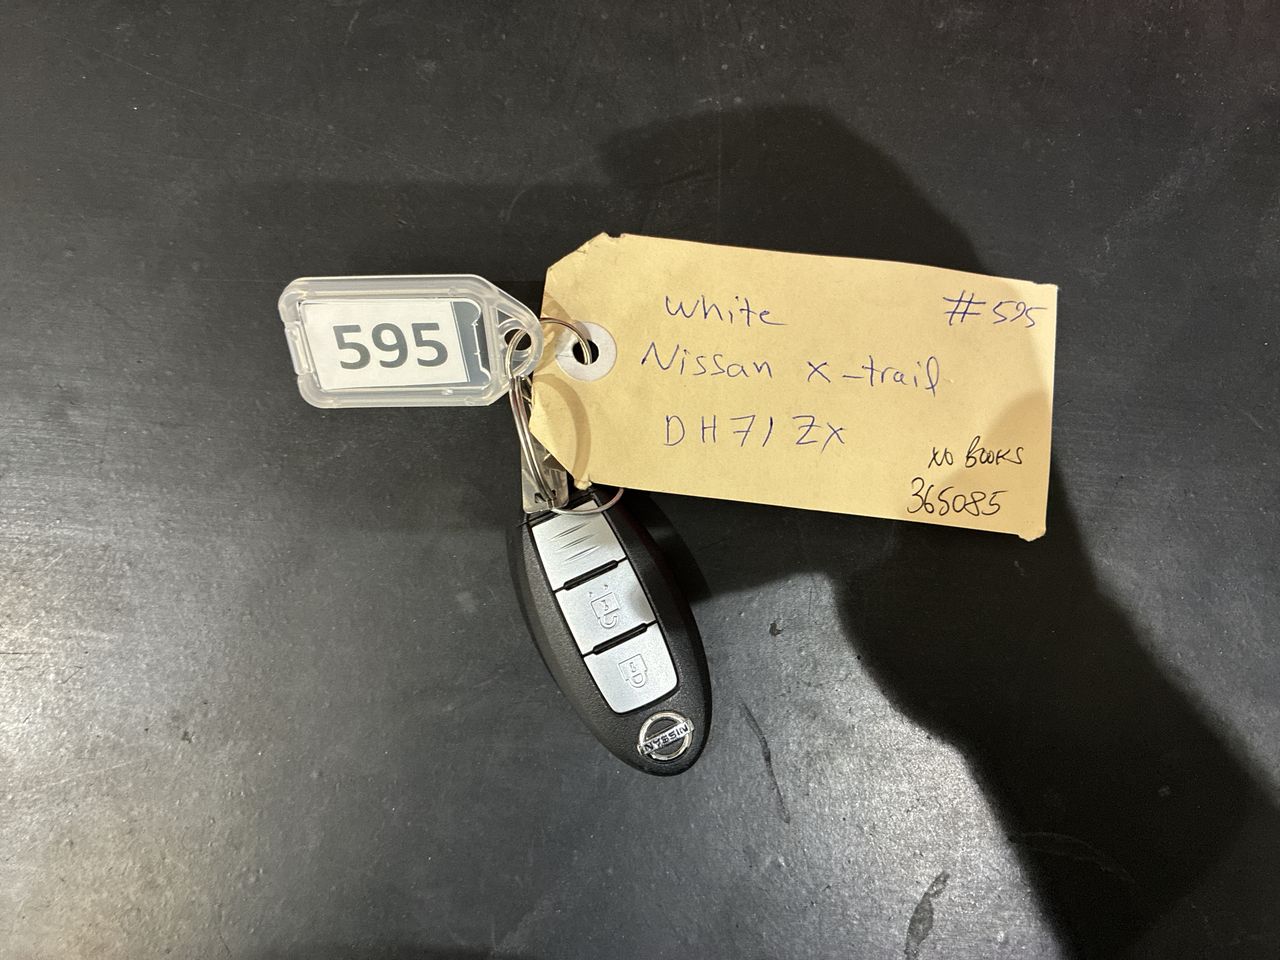 595
White
#595
Nissan x-trail
DH71ZX
NO BOOKS
365085
NISSAN